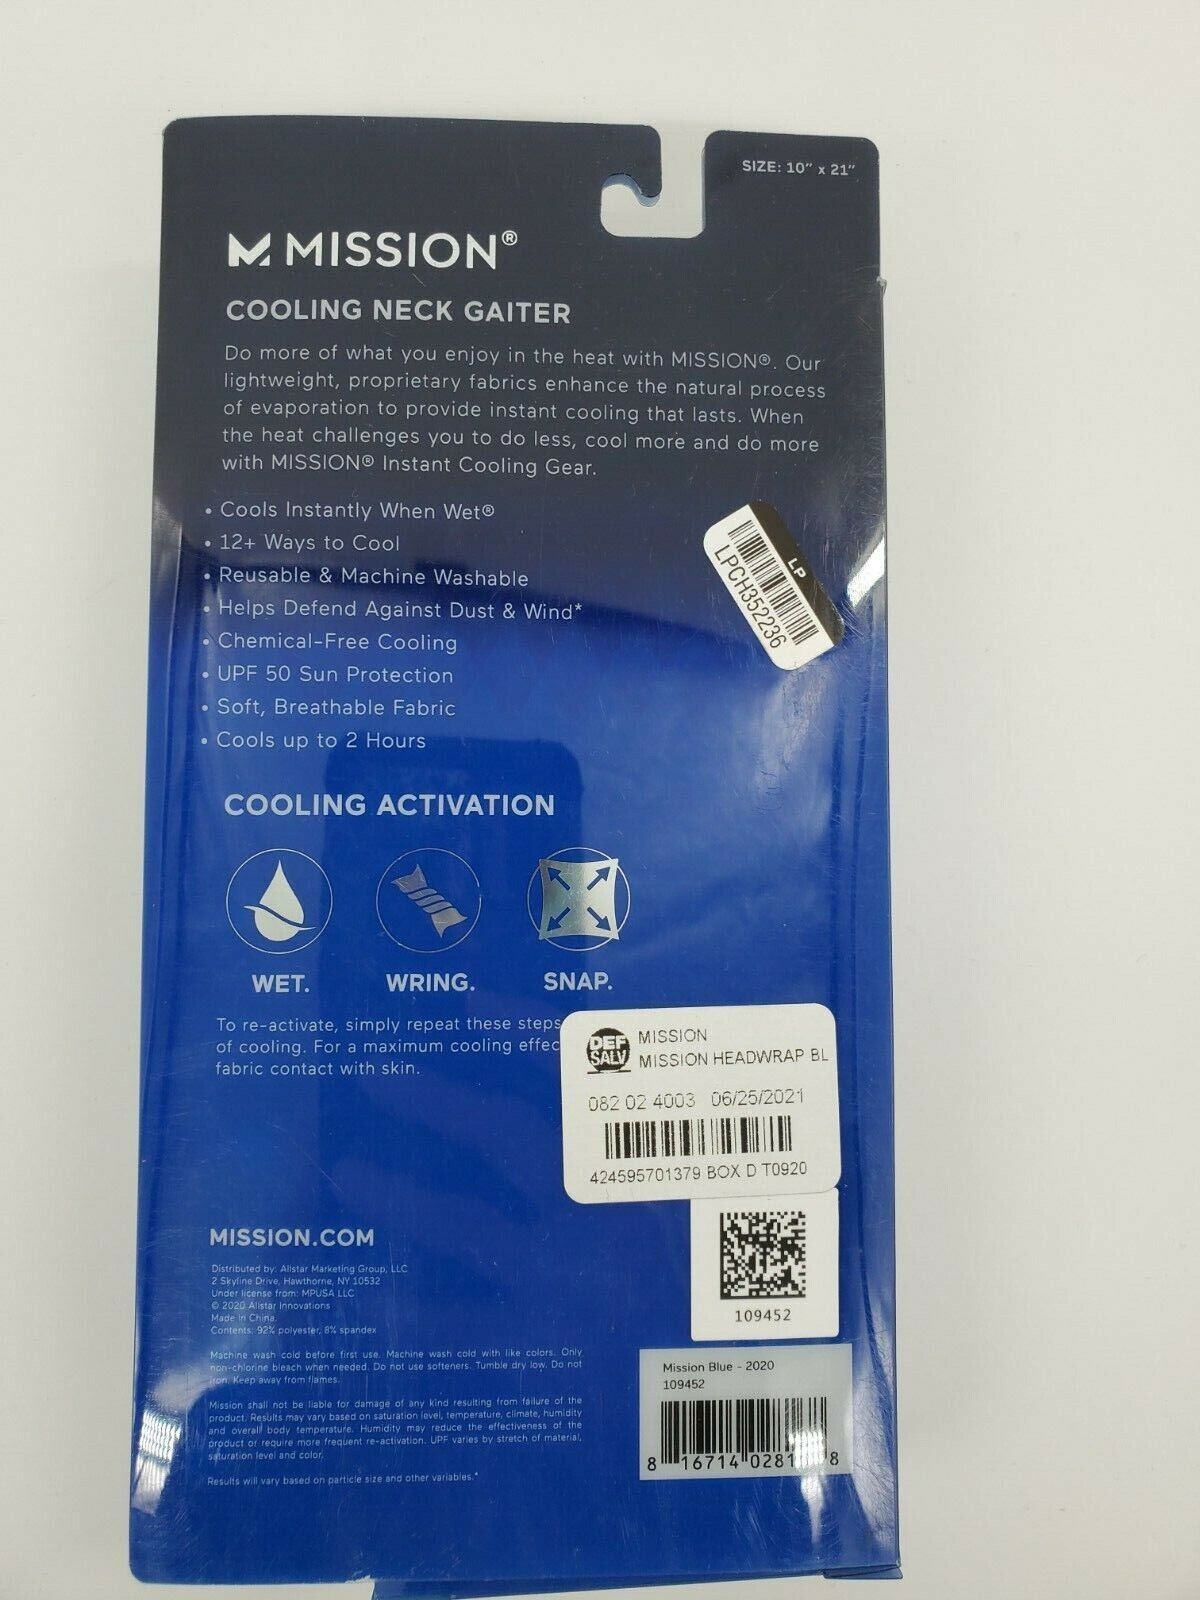 SIZE: 10" x 21"
MISSION®
COOLING NECK GAITER
Do more of what you enjoy in the heat with MISSION®. Our
lightweight, proprietary fabrics enhance the natural process
of evaporation to provide instant cooling that lasts. When
the heat challenges you to do less, cool more and do more
with MISSION® Instant Cooling Gear.
• Cools Instantly When Wet®
• 12+ Ways to Cool
• Reusable & Machine Washable
• Helps Defend Against Dust & Wind*
• Chemical-Free Cooling
• UPF 50 Sun Protection
• Soft, Breathable Fabric
• Cools up to 2 Hours
LP
LPCH352236
COOLING ACTIVATION
WET. WRING. SNAP.
To re-activate, simply repeat these steps
of cooling. For a maximum cooling effec
fabric contact with skin.
DEF
SALV
MISSION
MISSION HEADWRAP BL
082 02 4003 06/25/2021
424595701379 BOX D T0920
109452
MISSION.COM
Distributed by: Allstar Marketing Group, LLC
2 Skyline Drive, Hawthorne, NY 10532
Under license from: MPUSA LLC
© 2020 Allstar Innovations
Made in China.
Contents: 92% polyester, 8% spandex
Machine wash cold before first use. Machine wash cold with like colors. Only
non-chlorine bleach when needed. Do not use softeners. Tumble dry low. Do not
iron. Keep away from flames.
Mission shall not be liable for damage of any kind resulting from failure of the
product. Results may vary based on saturation level, temperature, climate, humidity
and overall body temperature. Humidity may reduce the effectiveness of the
product or require more frequent re-activation. UPF varies by stretch of material,
saturation level and color.
Results will vary based on particle size and other variables.*
Mission Blue - 2020
109452
8 16714 0281 8